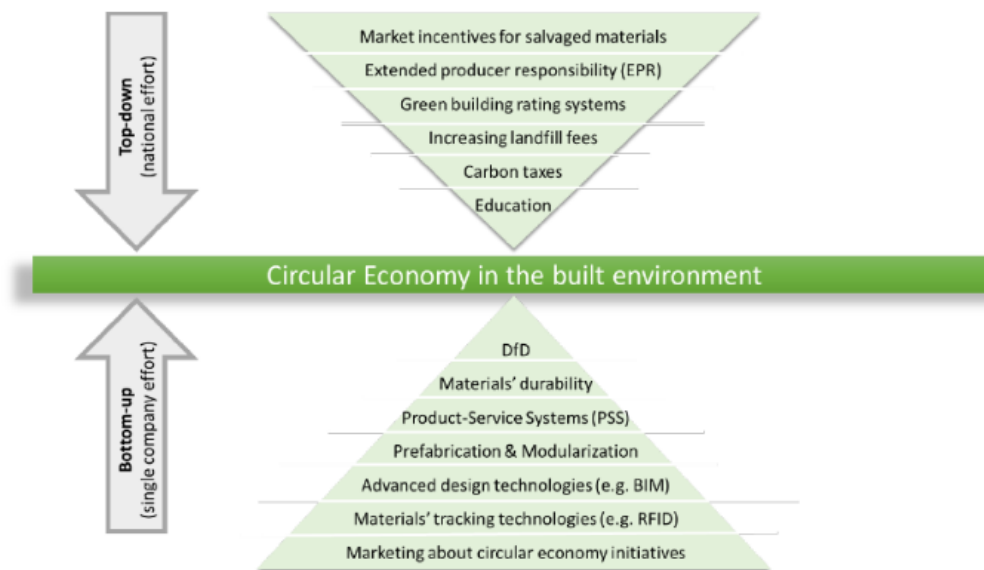 Top-down
(national effort)
Market incentives for salvaged materials
Extended producer responsibility (EPR)
Green building rating systems
Increasing landfill fees
Carbon taxes
Education
Circular Economy in the built environment
Bottom-up
(single company effort)
DfD
Materials' durability
Product-Service Systems (PSS)
Prefabrication & Modularization
Advanced design technologies (e.g. BIM)
Materials' tracking technologies (e.g. RFID)
Marketing about circular economy initiatives